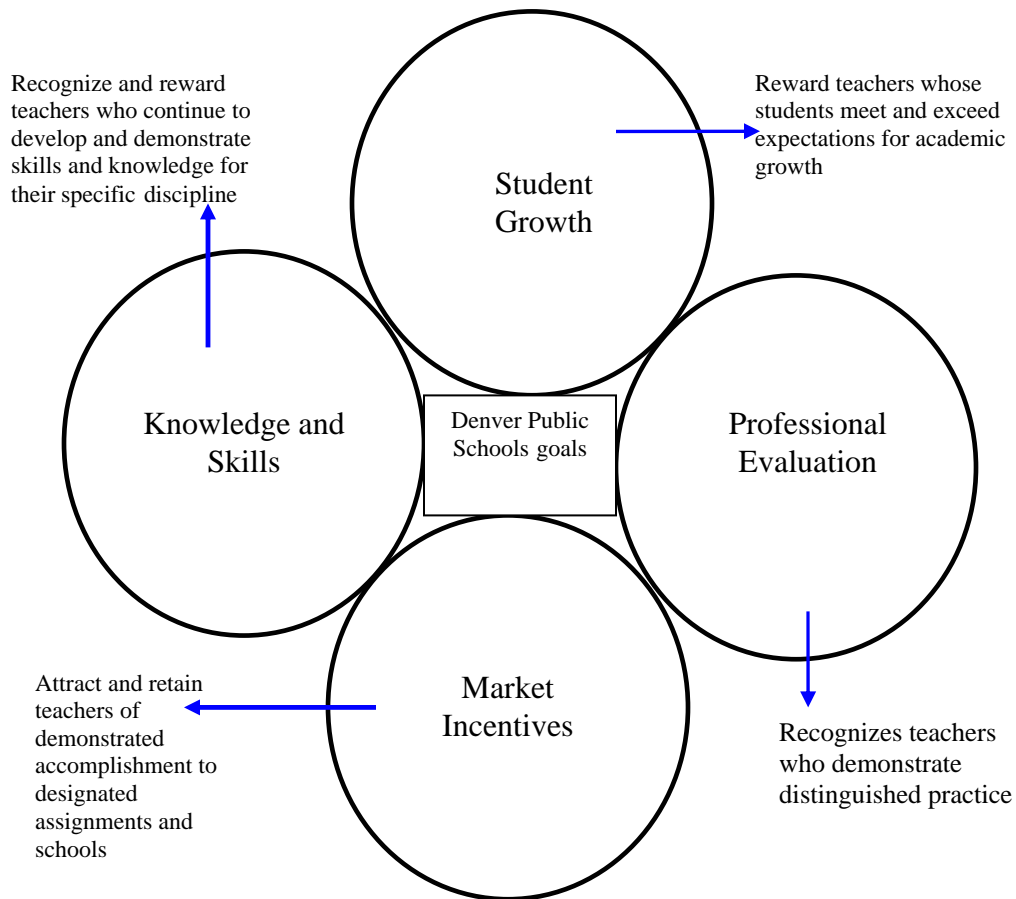 Recognize and reward
teachers who continue to
develop and demonstrate
skills and knowledge for
their specific discipline
Reward teachers whose
students meet and exceed
expectations for academic
growth
Student
Growth
Knowledge and
Skills
Denver Public
Schools goals
Professional
Evaluation
Attract and retain
teachers of
demonstrated
accomplishment to
designated
assignments and
schools
Market
Incentives
Recognizes teachers
who demonstrate
distinguished practice